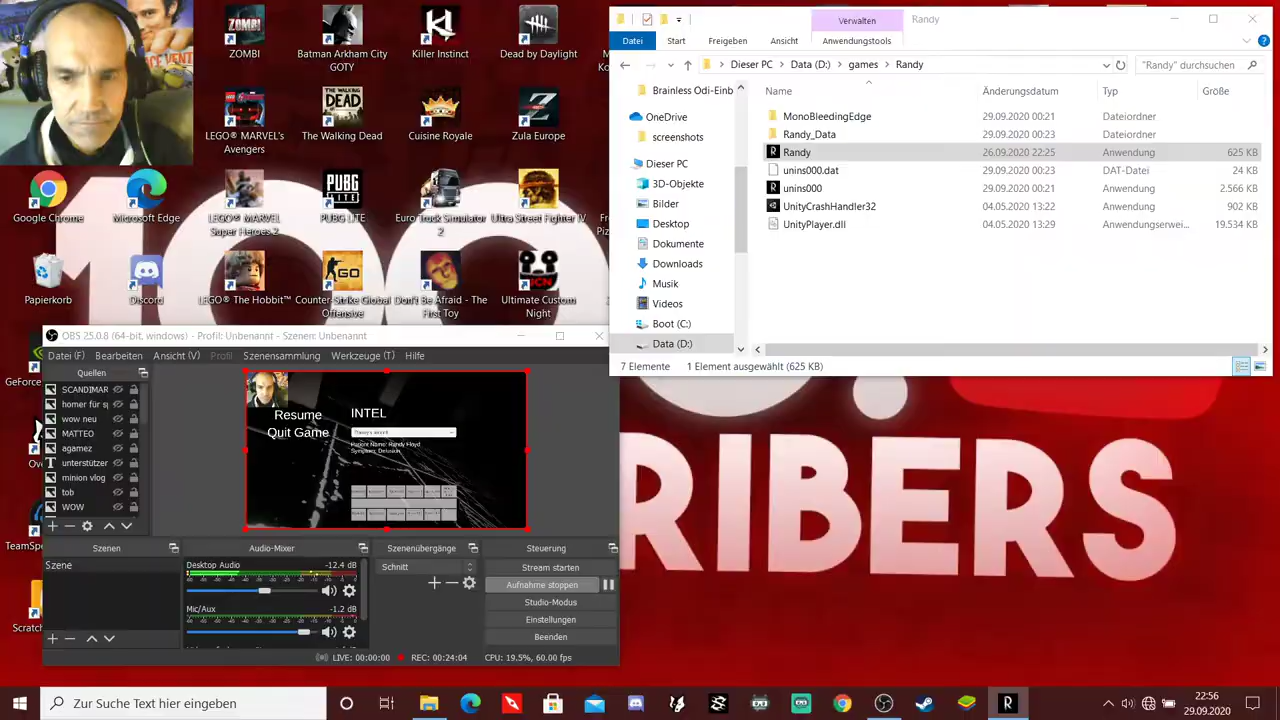 ZOMBI
ZOMBI
Batman Arkham City
GOTY
Killer Instinct
Dead by Daylight
LEGO® MARVEL's
Avengers
The Walking Dead
Cuisine Royale
Zula Europe
Google Chrome
Microsoft Edge
LEGO® MARVEL
Super Heroes 2
PUBG LITE
Euro Truck Simulator
2
Ultra Street Fighter IV
Papierkorb
Discord
LEGO® The Hobbit™
Counter-Strike Global
Offensive
Don't Be Afraid - The
First Toy
Ultimate Custom
Night
Verwalten
Randy
Datei
Start
Freigeben
Ansicht
Anwendungstools
Dieser PC
Data (D:)
games
Randy
"Randy" durchsuchen
Brainless Odi-Einb
OneDrive
screenshots
Dieser PC
3D-Objekte
Bilder
Desktop
Dokumente
Downloads
Musik
Videos
Boot (C:)
Data (D:)
Name Änderungsdatum Typ Größe
MonoBleedingEdge 29.09.2020 00:21 Dateiordner
Randy_Data 29.09.2020 00:23 Dateiordner
Randy 26.09.2020 22:25 Anwendung 625 KB
unins000.dat 29.09.2020 00:23 DAT-Datei 24 KB
unins000 29.09.2020 00:21 Anwendung 2.566 KB
UnityCrashHandler32 04.05.2020 13:22 Anwendung 902 KB
UnityPlayer.dll 04.05.2020 13:29 Anwendungserwei... 19.534 KB
7 Elemente 1 Element ausgewählt (625 KB)
OBS 25.0.8 (64-bit, windows) - Profil: Unbenannt - Szenen: Unbenannt
Datei (F) Bearbeiten Ansicht (V) Profil Szenensammlung Werkzeuge (T) Hilfe
Quellen
SCANDIMAR
homer für s
wow neu
MATTEO
agamez
unterstützer
minion vlog
tob
WOW
Resume
Quit Game
INTEL
Patient Name: Randy Floyd
Symptom: Delusion
Szenen
Szene
Audio-Mixer
Desktop Audio -12.4 dB
Mic/Aux -1.2 dB
Szenenübergänge
Schnitt
Steuerung
Stream starten
Aufnahme stoppen
Studio-Modus
Einstellungen
Beenden
LIVE: 00:00:00 REC: 00:24:04 CPU: 19.5%, 60.00 fps
GeForce
TeamSpe
Scratch
100
RIBERS
Zur Suche Text hier eingeben
22:56
29.09.2020